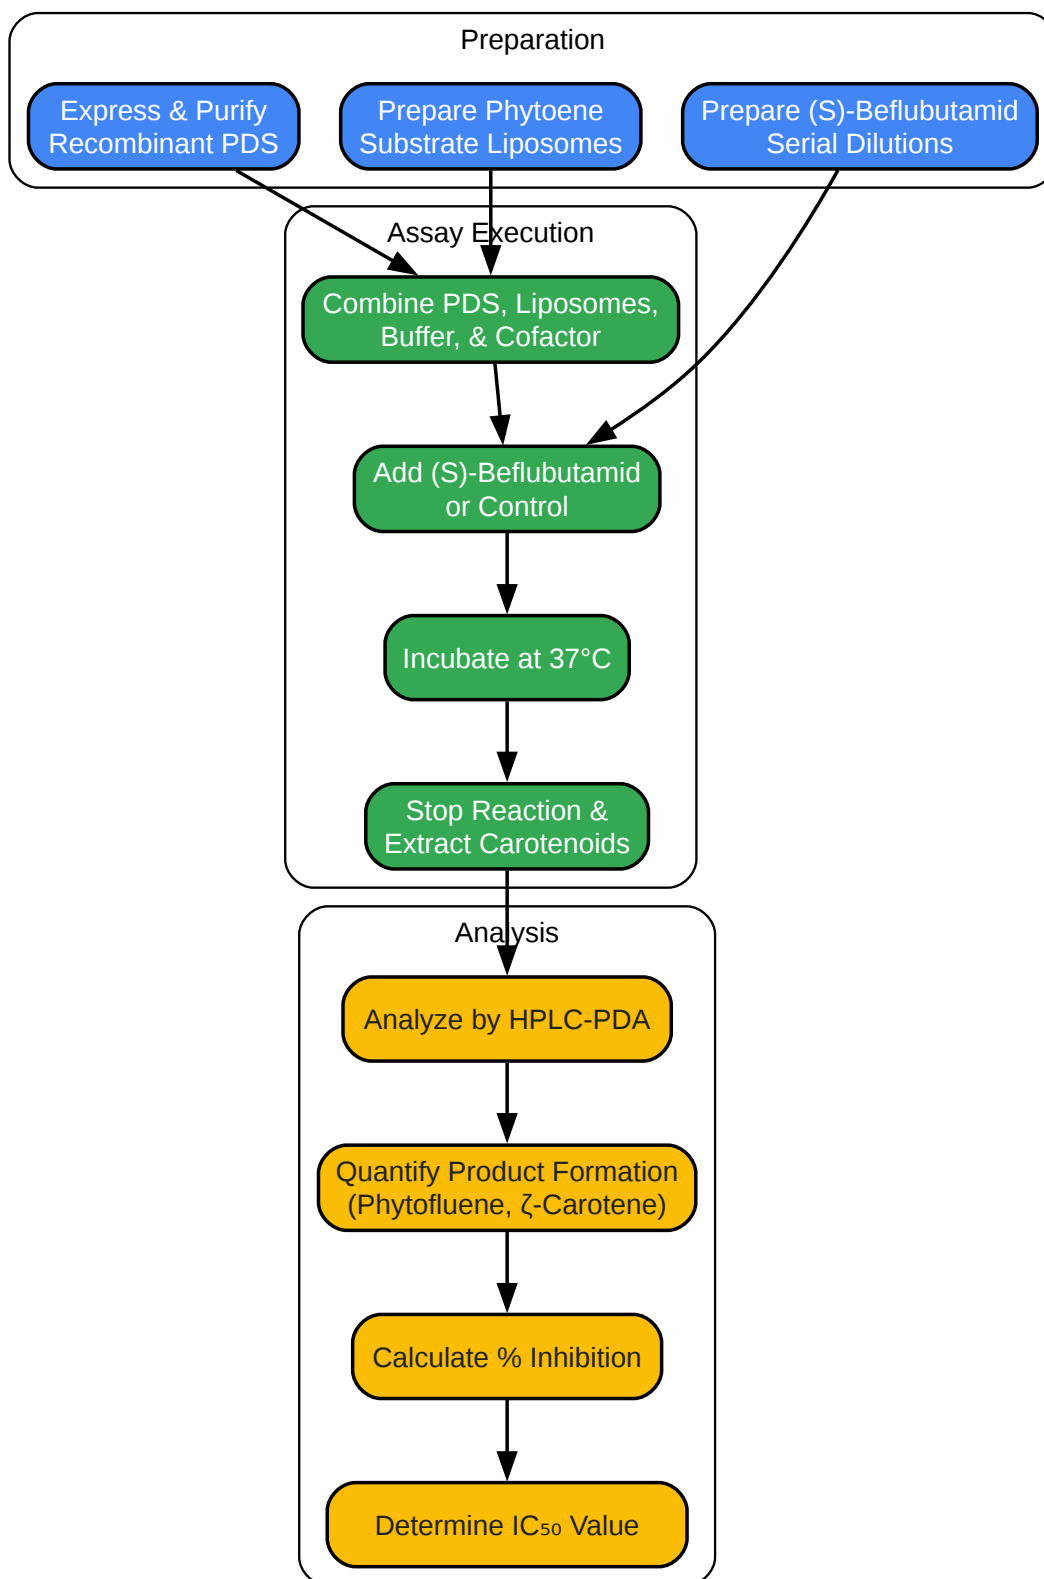 Preparation
Express & Purify
Recombinant PDS
Prepare Phytoene
Substrate Liposomes
Prepare (S)-Beflubutamid
Serial Dilutions
Assay Execution
Combine PDS, Liposomes,
Buffer, & Cofactor
Add (S)-Beflubutamid
or Control
Incubate at 37°C
Stop Reaction &
Extract Carotenoids
Analysis
Analyze by HPLC-PDA
Quantify Product Formation
(Phytofluene, ζ-Carotene)
Calculate % Inhibition
Determine IC₅₀ Value